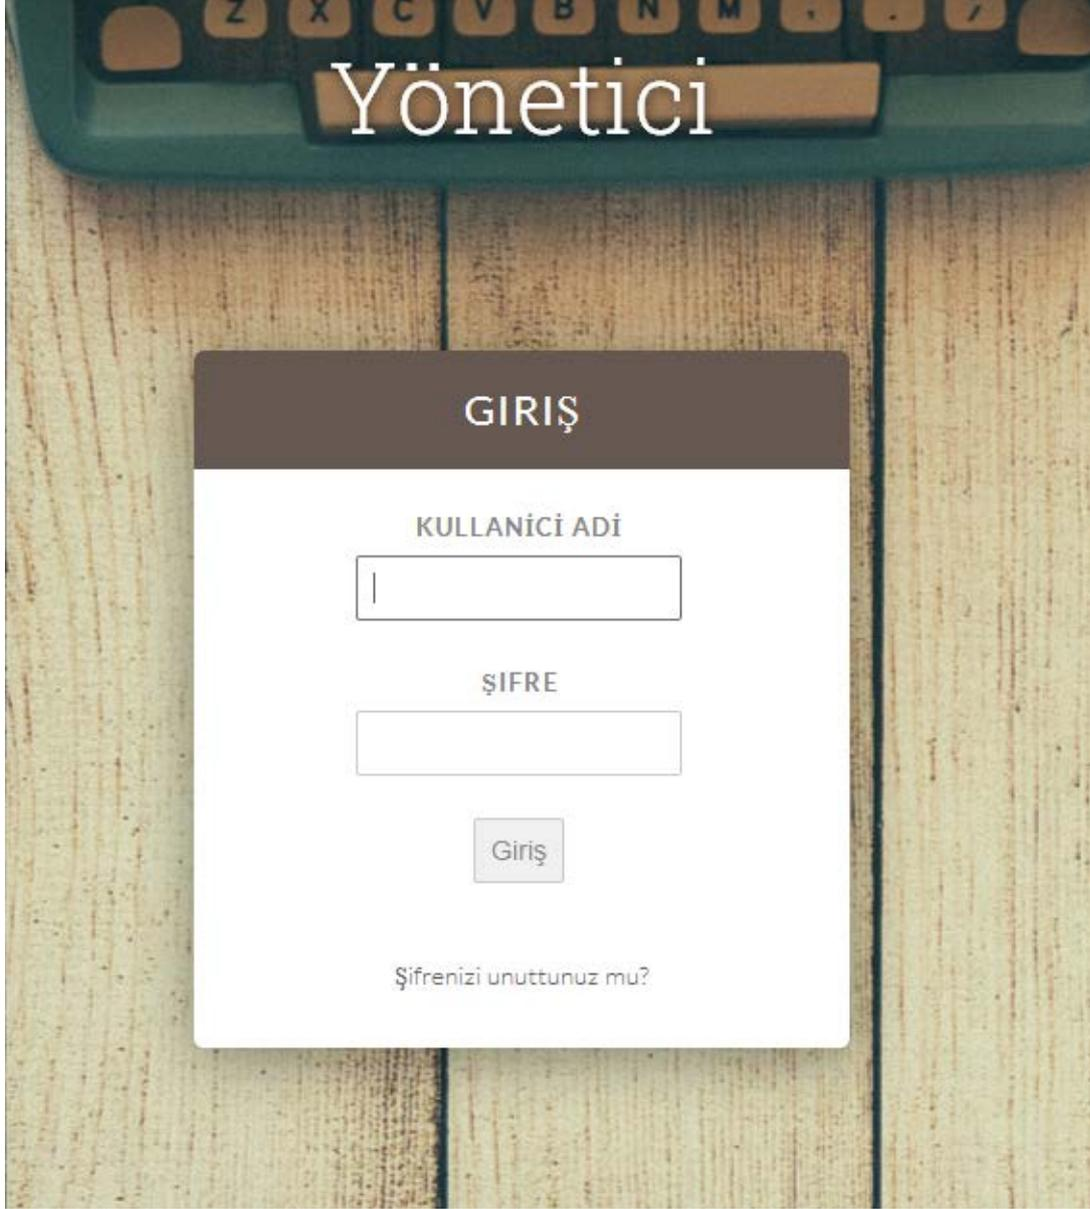 Z X C V B N M , . /
Yönetici
GIRIŞ
KULLANİCİ ADİ
ŞIFRE
Giriş
Şifrenizi unuttunuz mu?